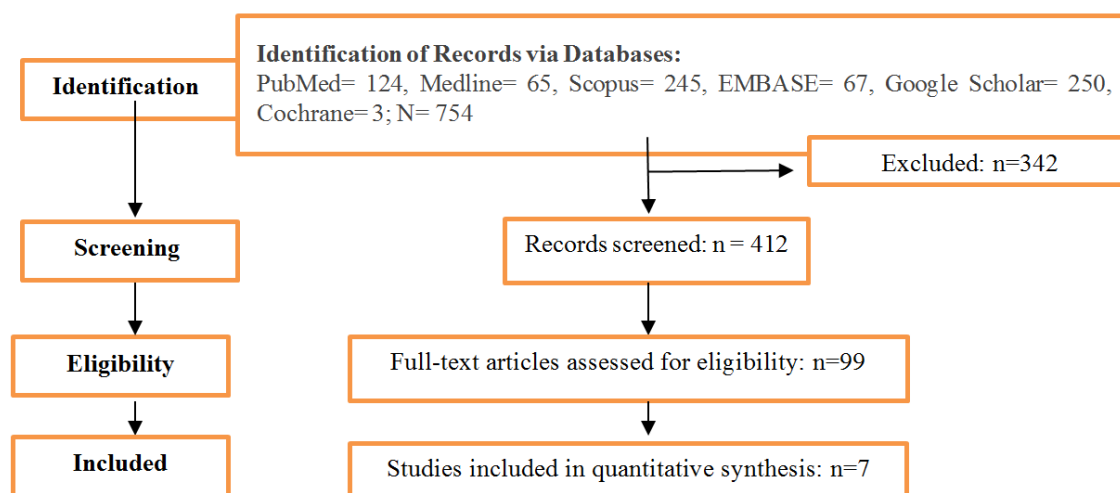 Identification
Identification of Records via Databases:
PubMed= 124, Medline= 65, Scopus= 245, EMBASE= 67, Google Scholar= 250,
Cochrane= 3; N= 754
Excluded: n=342
Screening
Records screened: n = 412
Eligibility
Full-text articles assessed for eligibility: n=99
Included
Studies included in quantitative synthesis: n=7